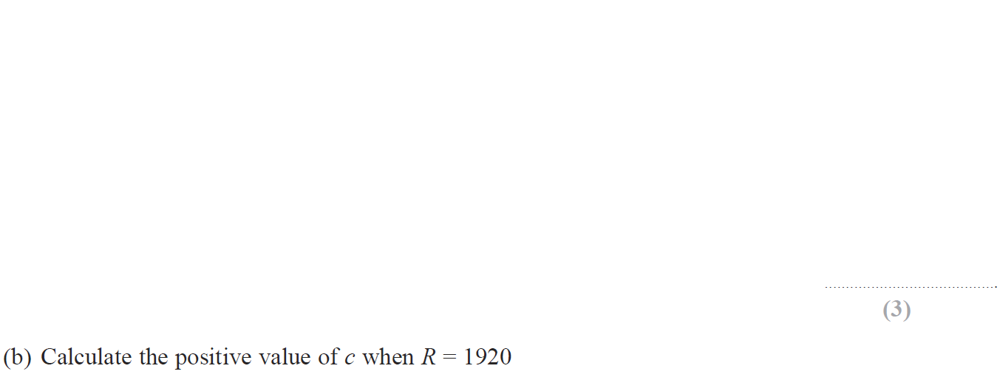 (3)
(b) Calculate the positive value of c when R = 1920